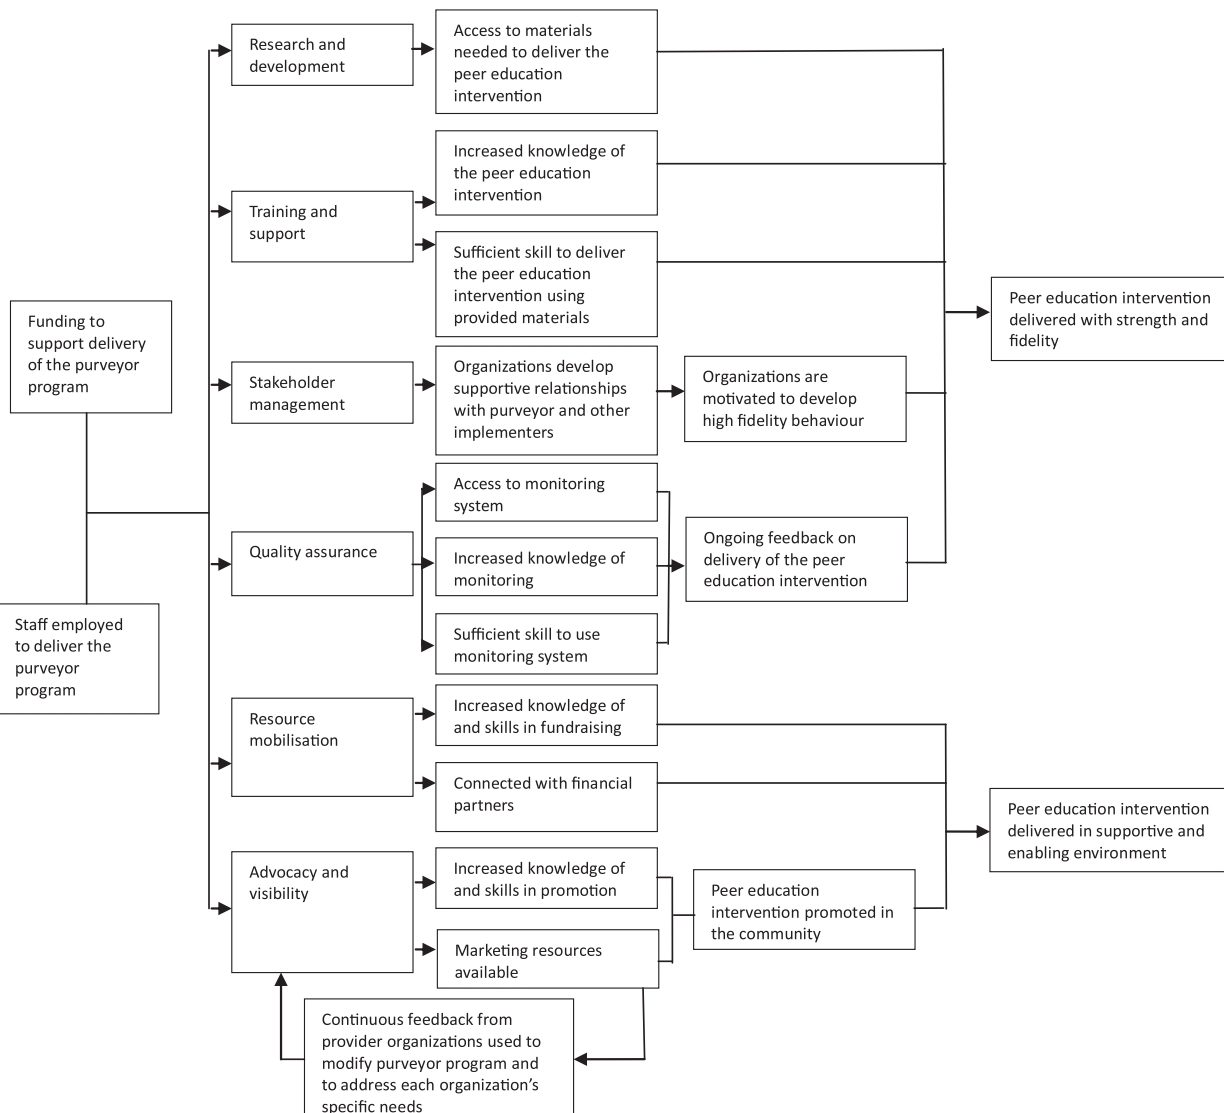 Funding to
support delivery
of the purveyor
program
Staff employed
to deliver the
purveyor
program
Research and
development
Training and
support
Stakeholder
management
Quality assurance
Resource
mobilisation
Advocacy and
visibility
Access to materials
needed to deliver the
peer education
intervention
Increased knowledge of
the peer education
intervention
Sufficient skill to deliver
the peer education
intervention using
provided materials
Organizations develop
supportive relationships
with purveyor and other
implementers
Access to monitoring
system
Increased knowledge of
monitoring
Sufficient skill to use
monitoring system
Increased knowledge of
and skills in fundraising
Connected with financial
partners
Increased knowledge of
and skills in promotion
Marketing resources
available
Continuous feedback from
provider organizations used to
modify purveyor program and
to address each organization's
specific needs
Organizations are
motivated to develop
high fidelity behaviour
Ongoing feedback on
delivery of the peer
education intervention
Peer education
intervention promoted in
the community
Peer education intervention
delivered with strength and
fidelity
Peer education intervention
delivered in supportive and
enabling environment